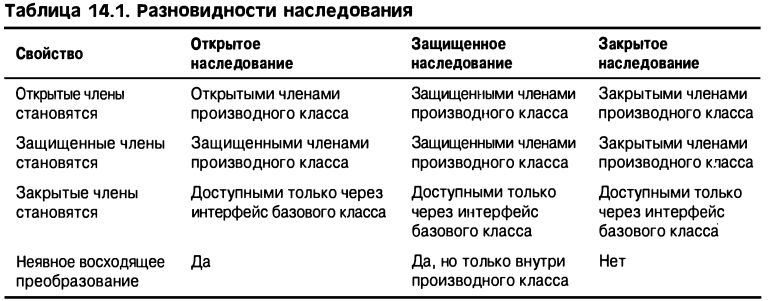 Таблица 14.1. Разновидности наследования
Свойство
Открытое
наследование
Защищенное
наследование
Закрытое
наследование
Открытые члены
становятся
Открытыми членами
производного класса
Защищенными членами
производного класса
Закрытыми членами
производного класса
Защищенные члены
становятся
Защищенными членами
производного класса
Защищенными членами
производного класса
Закрытыми членами
производного класса
Закрытые члены
становятся
Доступными только через
интерфейс базового класса
Доступными только
через интерфейс
базового класса
Доступными только
через интерфейс
базового класса
Неявное восходящее
преобразование
Да
Да, но только внутри
производного класса
Нет